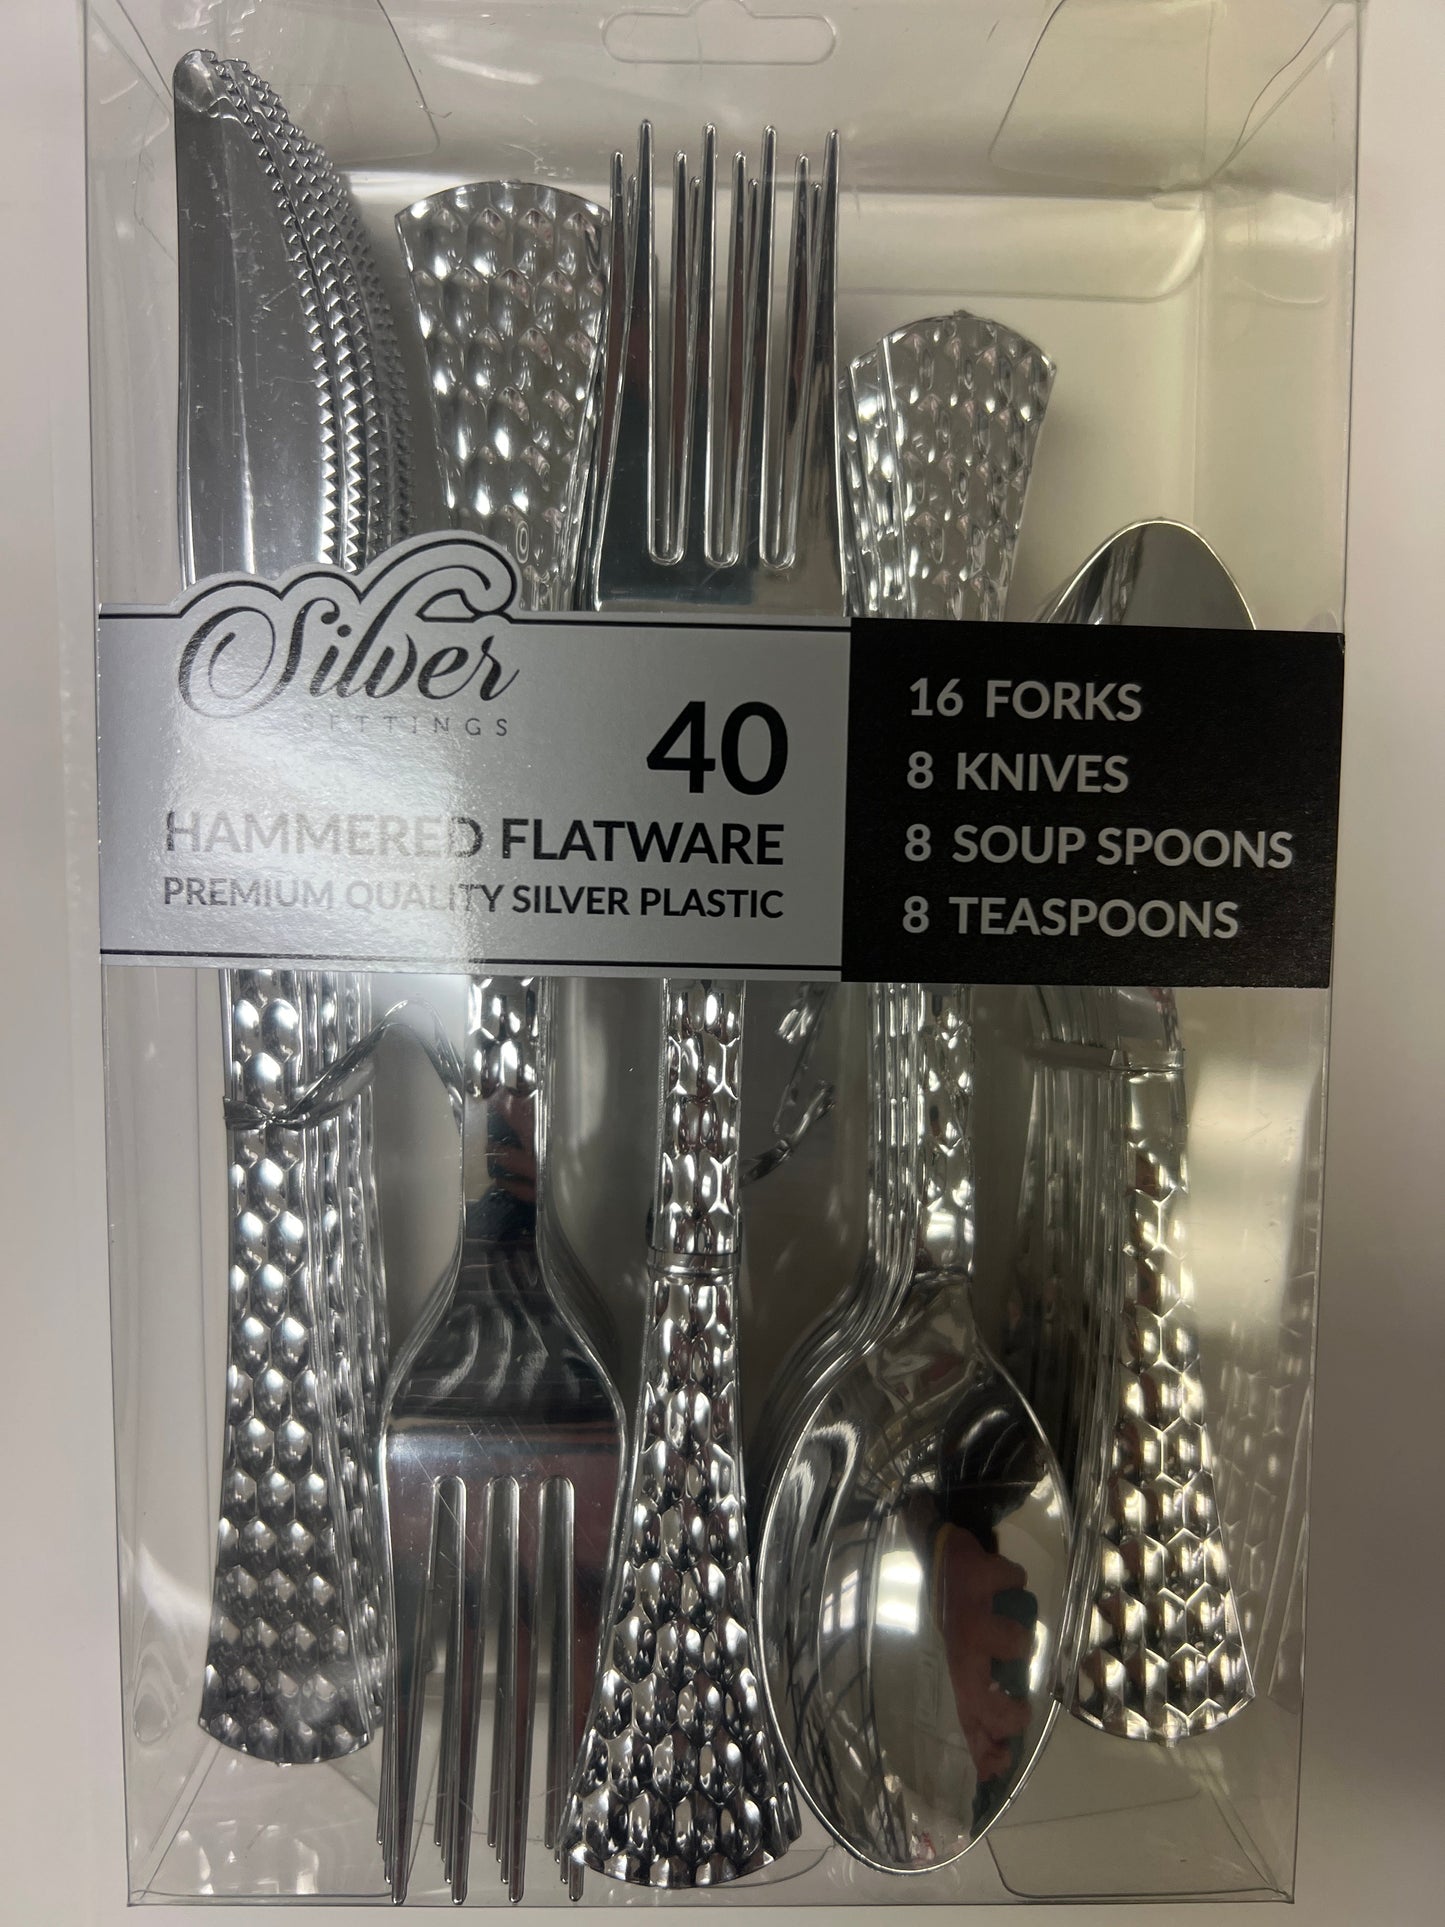 Silver
SETTINGS
40
HAMMERED FLATWARE
PREMIUM QUALITY SILVER PLASTIC
16 FORKS
8 KNIVES
8 SOUP SPOONS
8 TEASPOONS